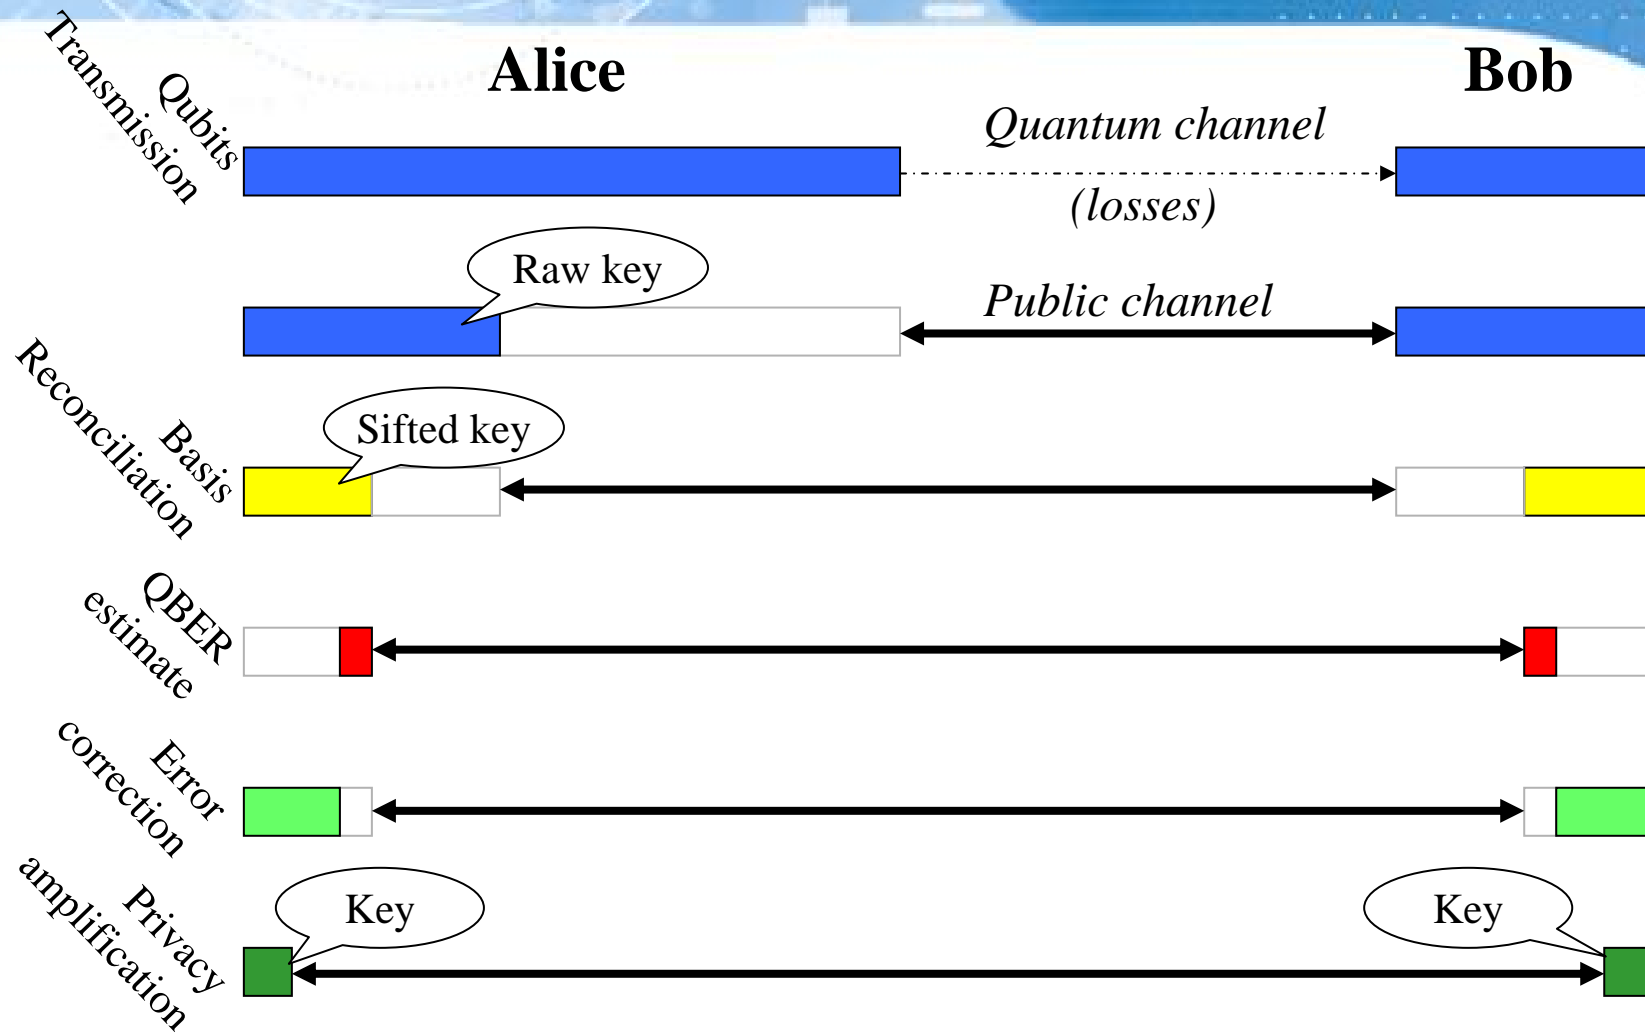 Alice
Bob
Qubits
Transmission
Quantum channel
(losses)
Raw key
Public channel
Basis
Reconciliation
Sifted key
QBER
estimate
Error
correction
Privacy
amplification
Key
Key